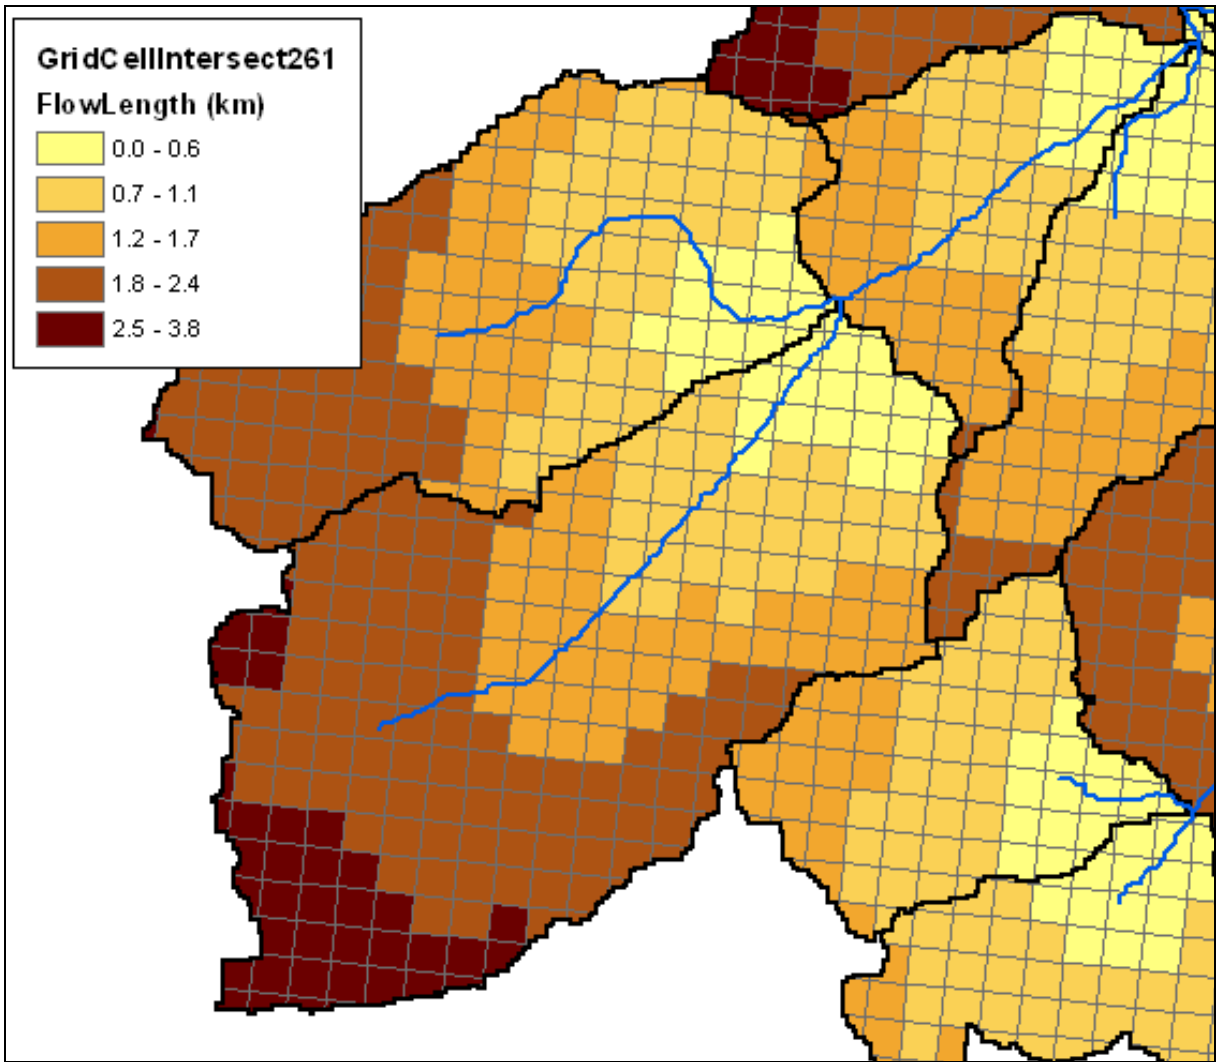 GridCellIntersect261
FlowLength (km)
0.0 - 0.6
0.7 - 1.1
1.2 - 1.7
1.8 - 2.4
2.5 - 3.8